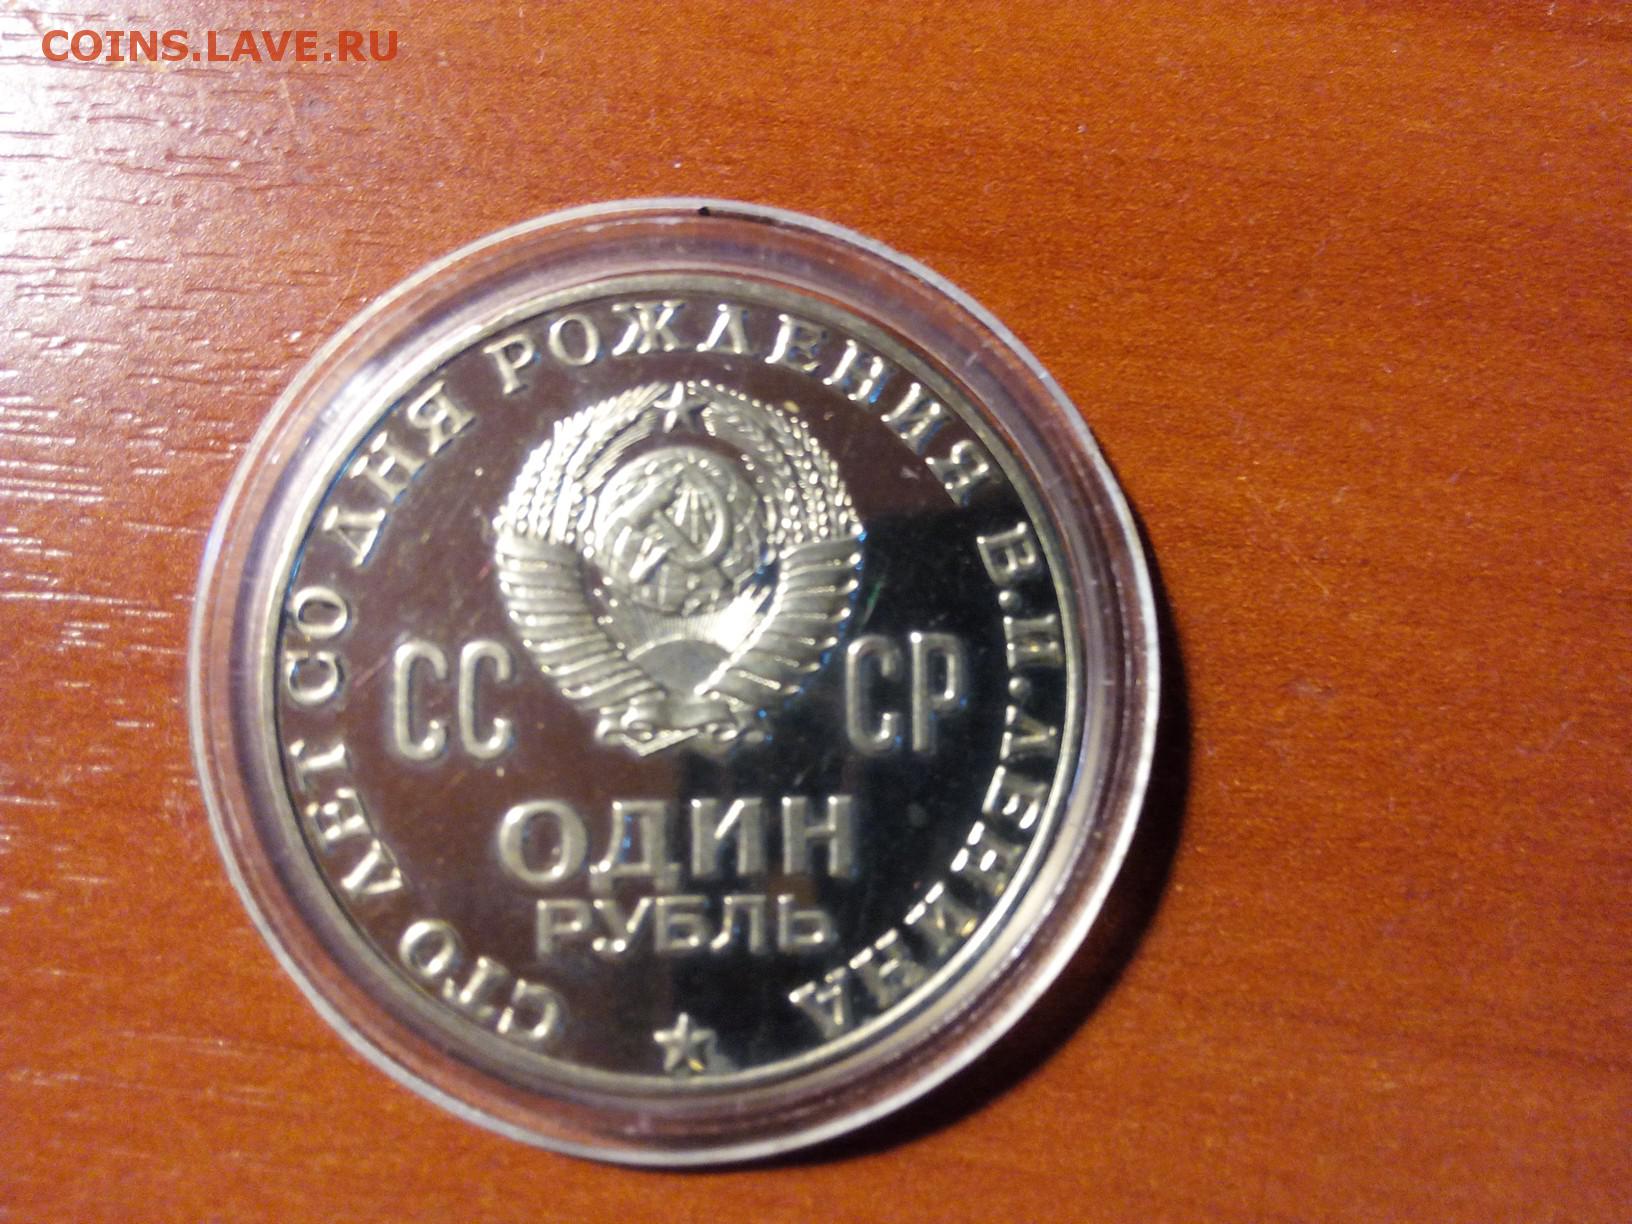 COINS.LAVE.RU
СТО ЛЕТ СО ДНЯ РОЖДЕНИЯ В.И.ЛЕНИНА
СС СР
ОДИН
РУБЛЬ